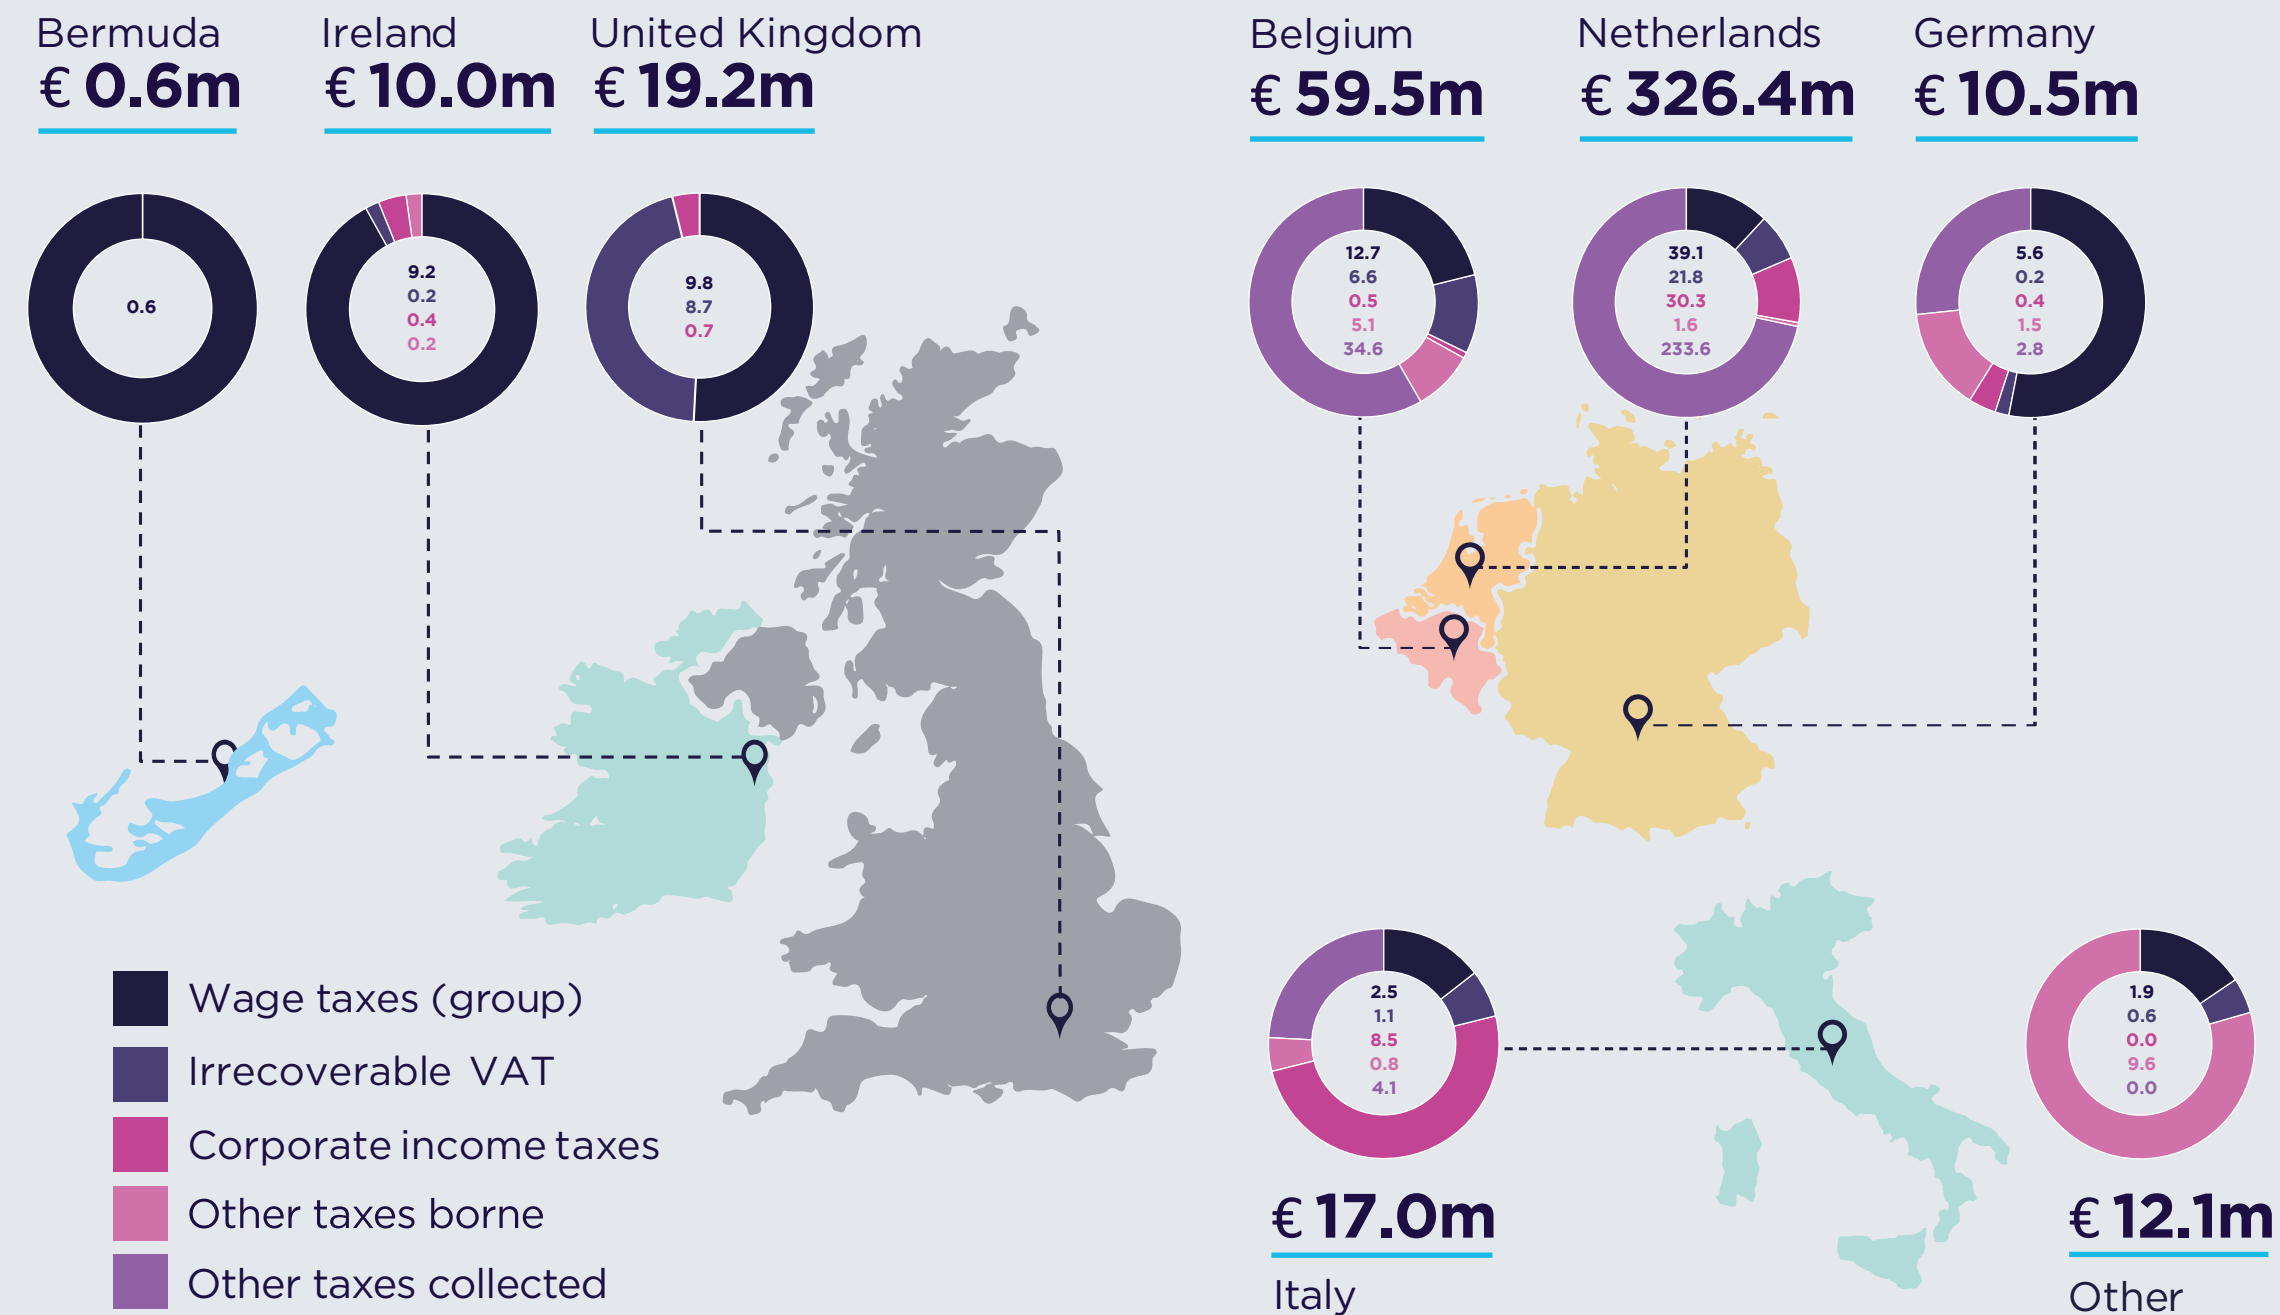 Bermuda
€ 0.6m
Ireland
€ 10.0m
United Kingdom
€ 19.2m
Belgium
€ 59.5m
Netherlands
€ 326.4m
Germany
€ 10.5m
0.6
9.2
0.2
0.4
0.2
9.8
8.7
0.7
12.7
6.6
0.5
5.1
34.6
39.1
21.8
30.3
1.6
233.6
5.6
0.2
0.4
1.5
2.8
Wage taxes (group)
Irrecoverable VAT
Corporate income taxes
Other taxes borne
Other taxes collected
2.5
1.1
8.5
0.8
4.1
€ 17.0m
Italy
1.9
0.6
0.0
9.6
0.0
€ 12.1m
Other